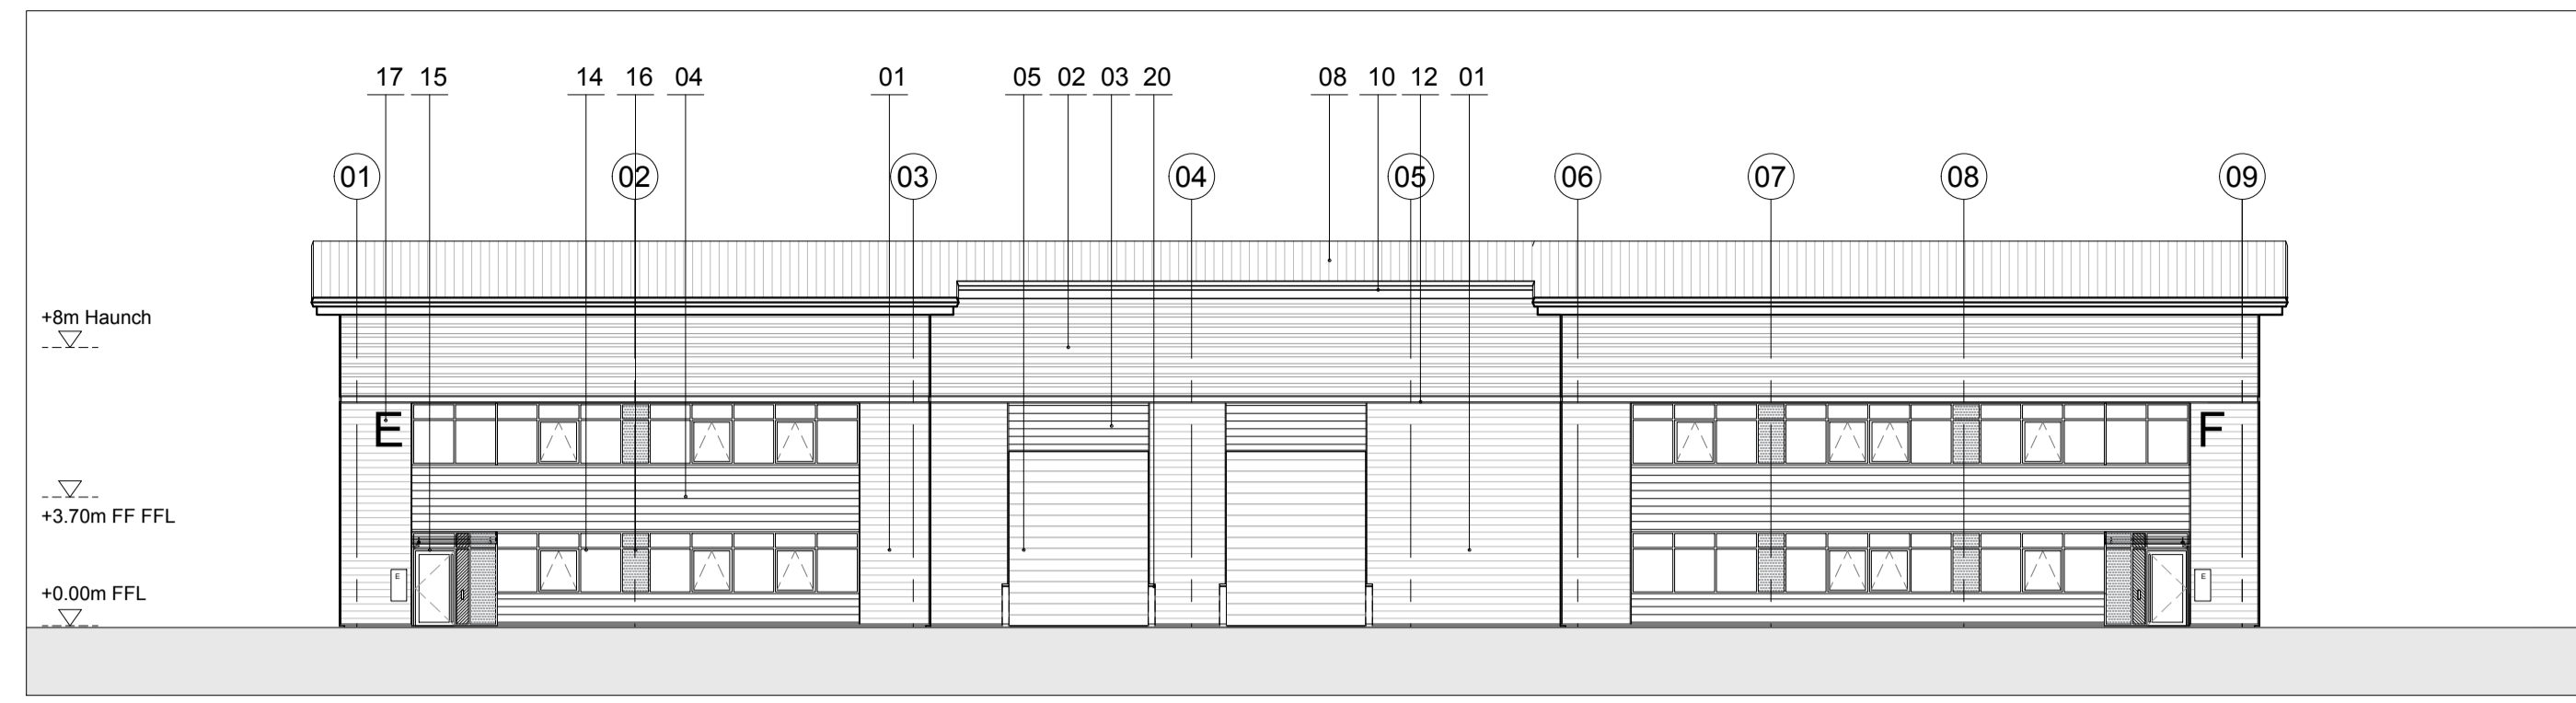 17 15 14 16 04 01 05 02 03 20 08 10 12 01
01 02 03 04 05 06 07 08 09
+8m Haunch
E F
+3.70m FF FFL
E E
+0.00m FFL